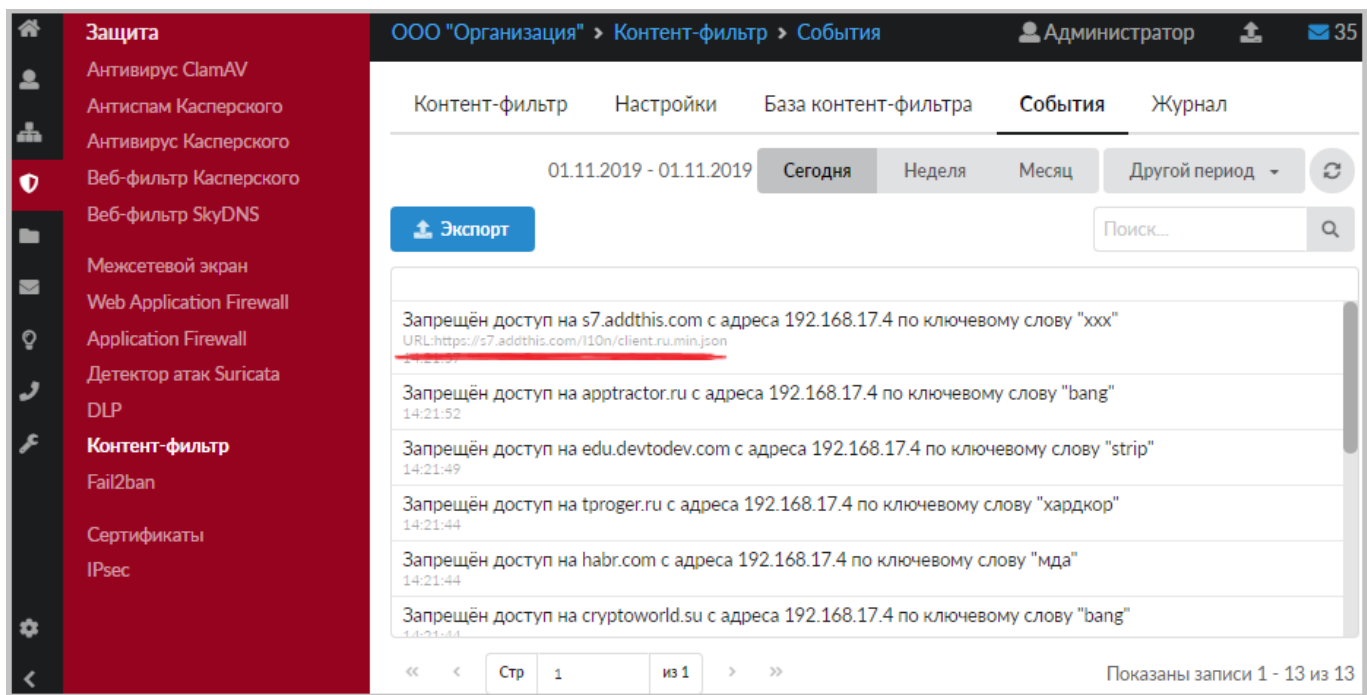 Защита
Антивирус ClamAV
Антиспам Касперского
Антивирус Касперского
Веб-фильтр Касперского
Веб-фильтр SkyDNS
Межсетевой экран
Web Application Firewall
Application Firewall
Детектор атак Suricata
DLP
Контент-фильтр
Fail2ban
Сертификаты
IPsec
ООО "Организация" > Контент-фильтр > События
Администратор
35
Контент-фильтр Настройки База контент-фильтра События Журнал
01.11.2019 - 01.11.2019 Сегодня Неделя Месяц Другой период
Экспорт
Поиск...
Запрещён доступ на s7.addthis.com с адреса 192.168.17.4 по ключевому слову "xxx"
URL:https://s7.addthis.com/l10n/client.ru.min.json
14:21:57
Запрещён доступ на apptractor.ru с адреса 192.168.17.4 по ключевому слову "bang"
14:21:52
Запрещён доступ на edu.devtodev.com с адреса 192.168.17.4 по ключевому слову "strip"
14:21:49
Запрещён доступ на tproger.ru с адреса 192.168.17.4 по ключевому слову "хардкор"
14:21:44
Запрещён доступ на habr.com с адреса 192.168.17.4 по ключевому слову "мда"
14:21:44
Запрещён доступ на cryptoworld.su с адреса 192.168.17.4 по ключевому слову "bang"
14:21:44
« < Стр 1 из 1 > »
Показаны записи 1 - 13 из 13